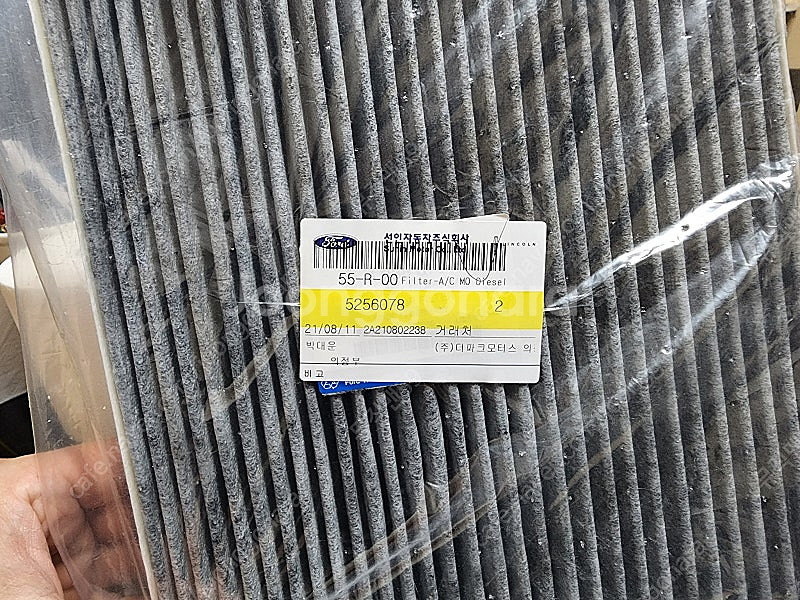 Ford 선인자동차주식회사
LINCOLN
55-R-00 Filter-A/C MO Diesel
5256078 2
21/08/11 2A210802238 거래처
박대운 (주)더파크모터스 의
의정부
비고